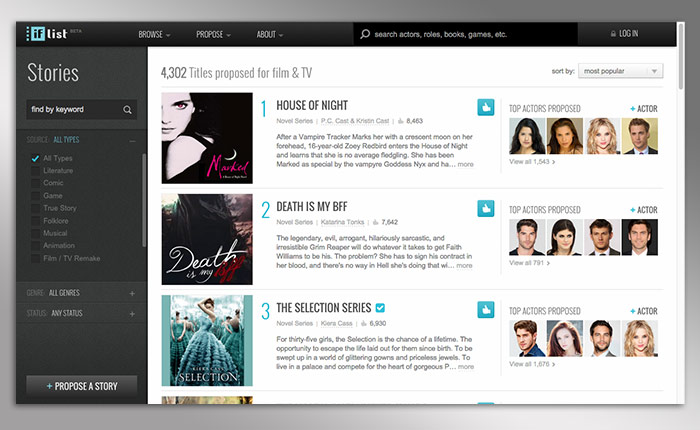 if list BETA
BROWSE
PROPOSE
ABOUT
search actors, roles, books, games, etc.
LOG IN
Stories
find by keyword
SOURCE: ALL TYPES
All Types
Literature
Comic
Game
True Story
Folklore
Musical
Animation
Film / TV Remake
GENRE: ALL GENRES +
STATUS: ANY STATUS +
+ PROPOSE A STORY
4,302 Titles proposed for film & TV
sort by: most popular
Marked
A House of Night Novel
1 HOUSE OF NIGHT
Novel Series | P.C. Cast & Kristin Cast | 8,463
After a Vampire Tracker Marks her with a crescent moon on her
forehead, 16-year-old Zoey Redbird enters the House of Night
and learns that she is no average fledgling. She has been
Marked as special by the vampyre Goddess Nyx and ha... more
TOP ACTORS PROPOSED + ACTOR
View all 1,543 >
Death is my BFF
2 DEATH IS MY BFF
Novel Series | Katarina Tonks | 7,642
The legendary, evil, arrogant, hilariously sarcastic, and
irresistible Grim Reaper will do whatever it takes to get Faith
Williams to be his. The problem? She has to sign his contract in
her blood, and there's no way in Hell she's doing that wi... more
TOP ACTORS PROPOSED + ACTOR
View all 791 >
KIERA CASS
SELECTION
3 THE SELECTION SERIES
Novel Series | Kiera Cass | 6,930
For thirty-five girls, the Selection is the chance of a lifetime. The
opportunity to escape the life laid out for them since birth. To be
swept up in a world of glittering gowns and priceless jewels. To
live in a palace and compete for the heart of gorgeous P... more
TOP ACTORS PROPOSED + ACTOR
View all 1,676 >